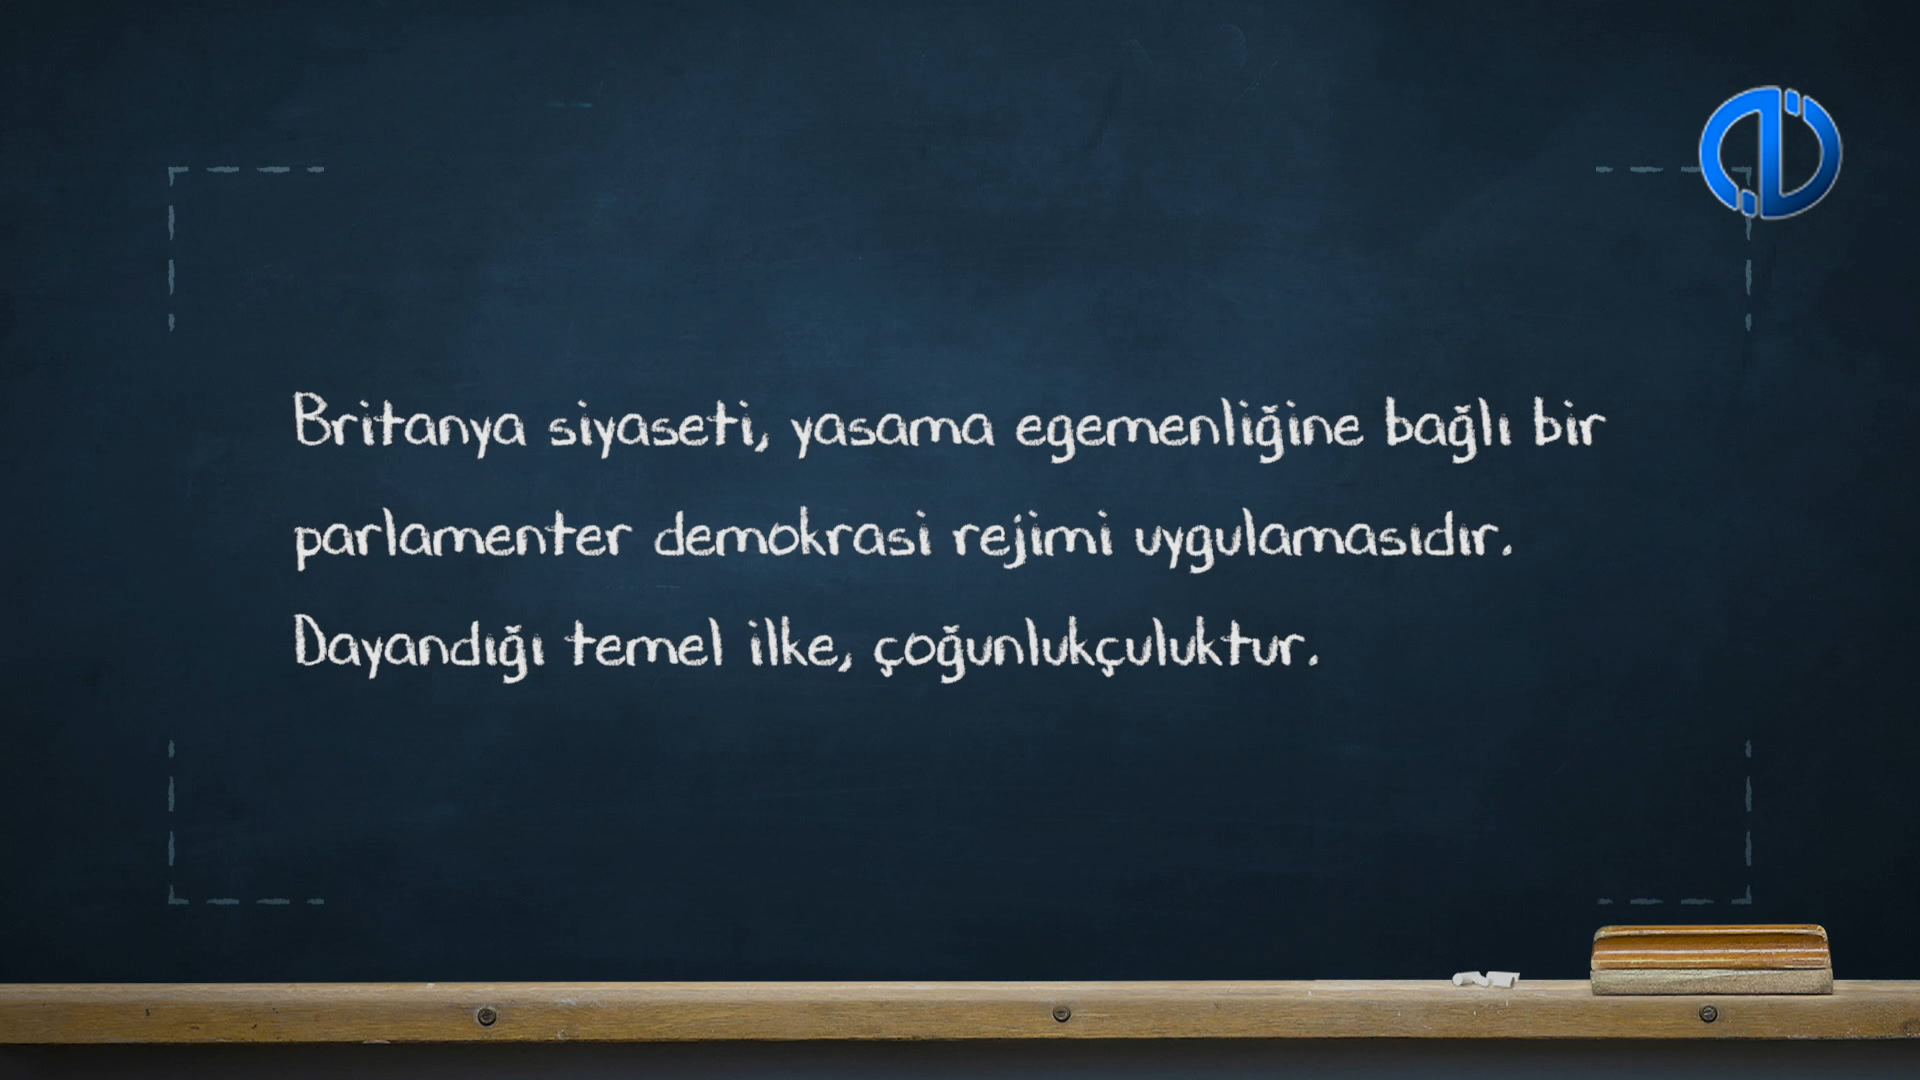 Britanya siyaseti, yasama egemenliğine bağlı bir
parlamenter demokrasi rejimi uygulamasıdır.
Dayandığı temel ilke, çoğunlukçuluktur.